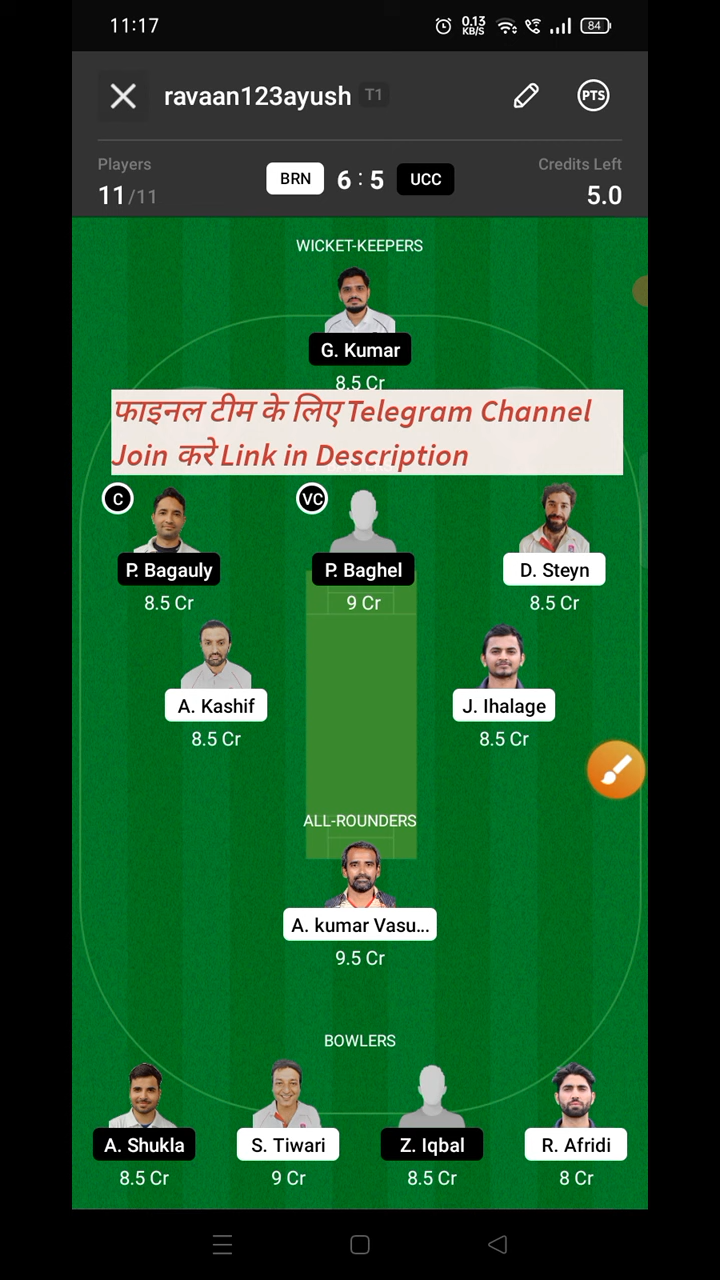 11:17
0.13 KB/S
84
ravaan123ayush T1
PTS
Players
Credits Left
11/11
BRN 6 : 5 UCC
5.0
WICKET-KEEPERS
G. Kumar
8.5 Cr
फाइनल टीम के लिए Telegram Channel
Join करे Link in Description
C
VC
P. Bagauly
P. Baghel
D. Steyn
8.5 Cr
9 Cr
8.5 Cr
A. Kashif
J. Ihalage
8.5 Cr
8.5 Cr
ALL-ROUNDERS
A. kumar Vasu...
9.5 Cr
BOWLERS
A. Shukla
S. Tiwari
Z. Iqbal
R. Afridi
8.5 Cr
9 Cr
8.5 Cr
8 Cr